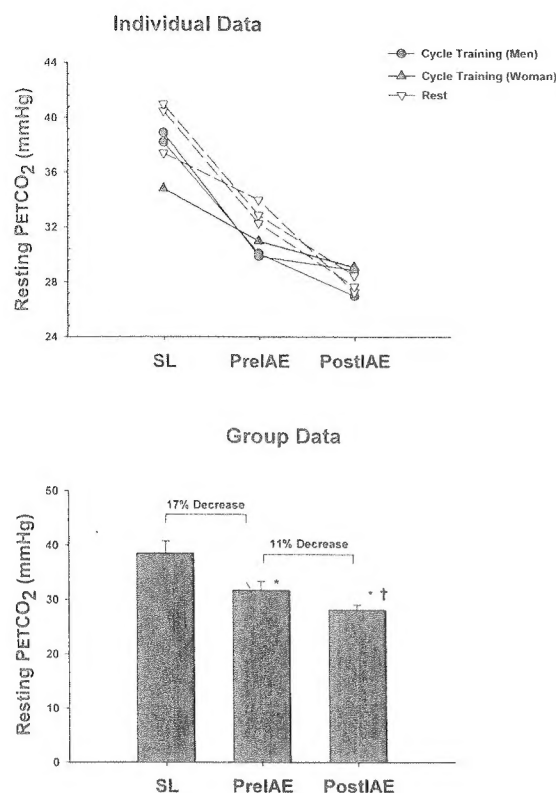 Individual Data
Cycle Training (Men)
Cycle Training (Woman)
Rest
Resting PETCO2 (mmHg)
44
40
36
32
28
24
SL
PreIAE
PostIAE
Group Data
Resting PETCO2 (mmHg)
50
40
30
20
10
0
17% Decrease
11% Decrease
*
* †
SL
PreIAE
PostIAE